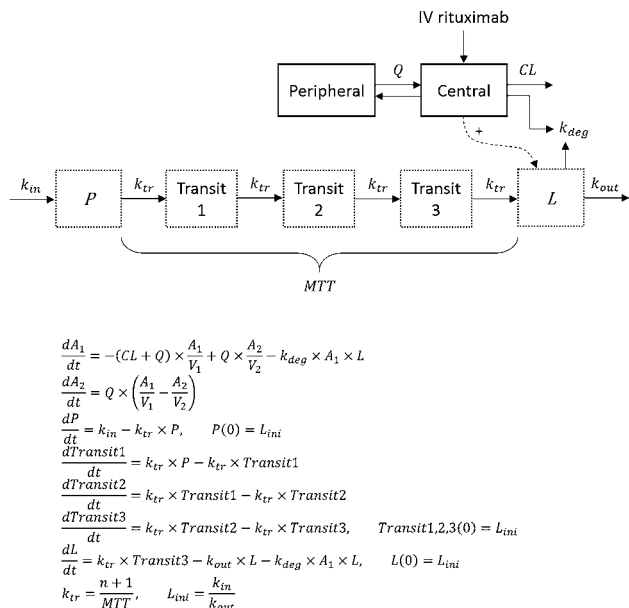 IV rituximab
Peripheral
Q
Central
CL
+
k_deg
k_in
P
k_tr
Transit 1
k_tr
Transit 2
k_tr
Transit 3
k_tr
L
k_out
MTT
dA_1/dt = −(CL + Q) × A_1/V_1 + Q × A_2/V_2 − k_deg × A_1 × L
dA_2/dt = Q × (A_1/V_1 − A_2/V_2)
dP/dt = k_in − k_tr × P, P(0) = L_ini
dTransit1/dt = k_tr × P − k_tr × Transit1
dTransit2/dt = k_tr × Transit1 − k_tr × Transit2
dTransit3/dt = k_tr × Transit2 − k_tr × Transit3, Transit1,2,3(0) = L_ini
dL/dt = k_tr × Transit3 − k_out × L − k_deg × A_1 × L, L(0) = L_ini
k_tr = n + 1/MTT, L_ini = k_in/k_out